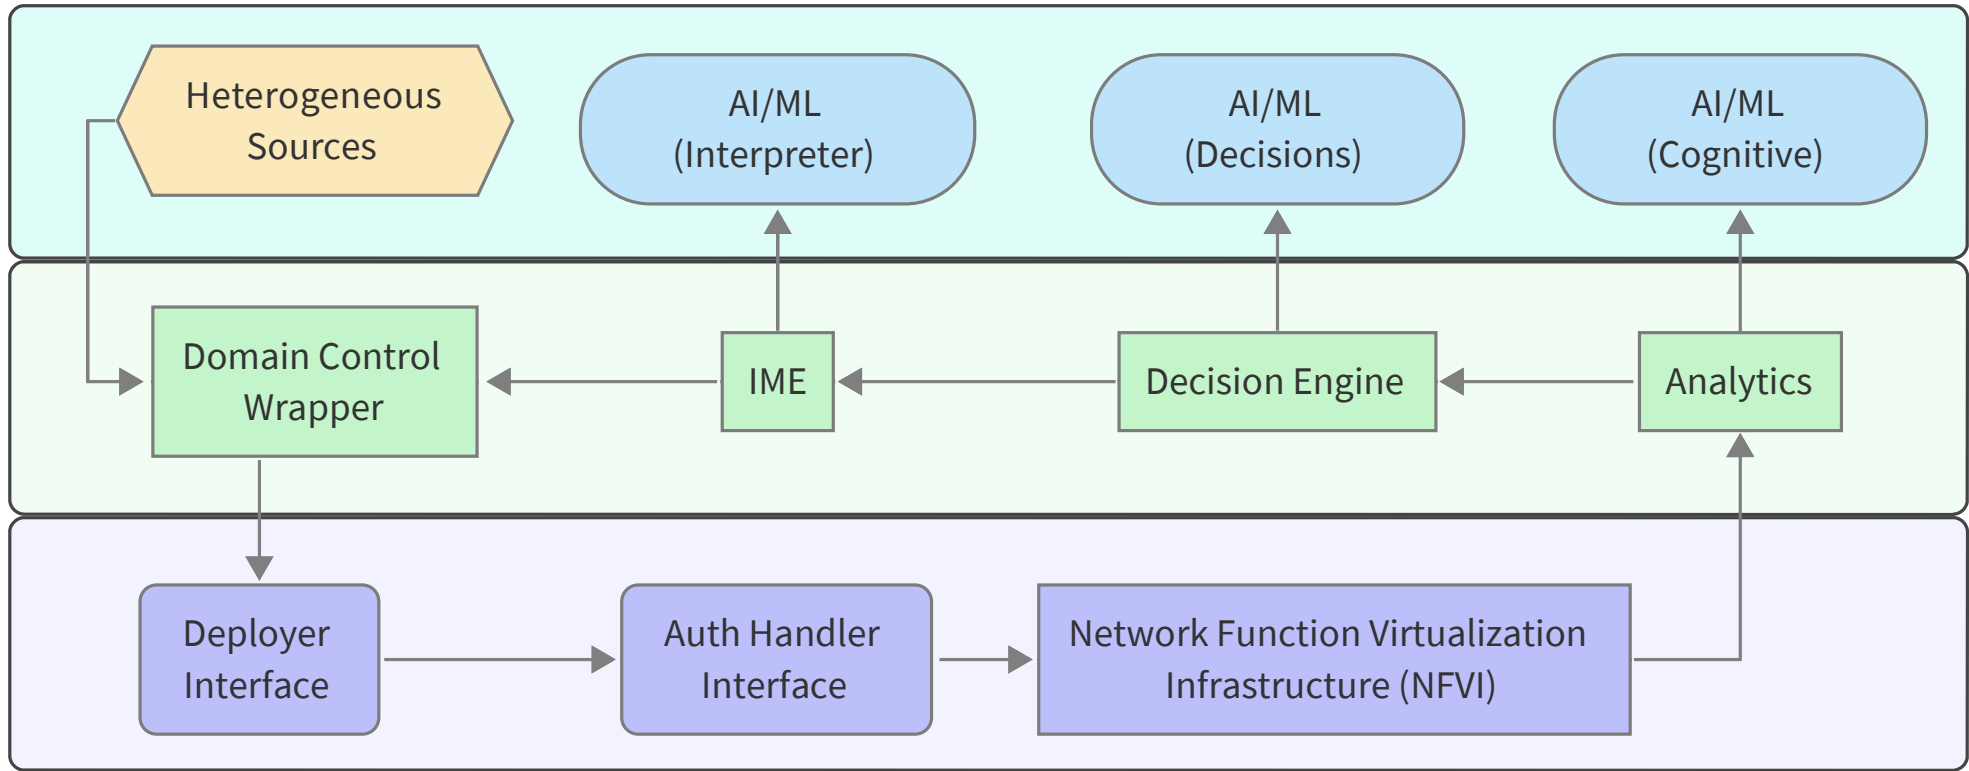 Heterogeneous
Sources
AI/ML
(Interpreter)
AI/ML
(Decisions)
AI/ML
(Cognitive)
Domain Control
Wrapper
IME
Decision Engine
Analytics
Deployer
Interface
Auth Handler
Interface
Network Function Virtualization
Infrastructure (NFVI)